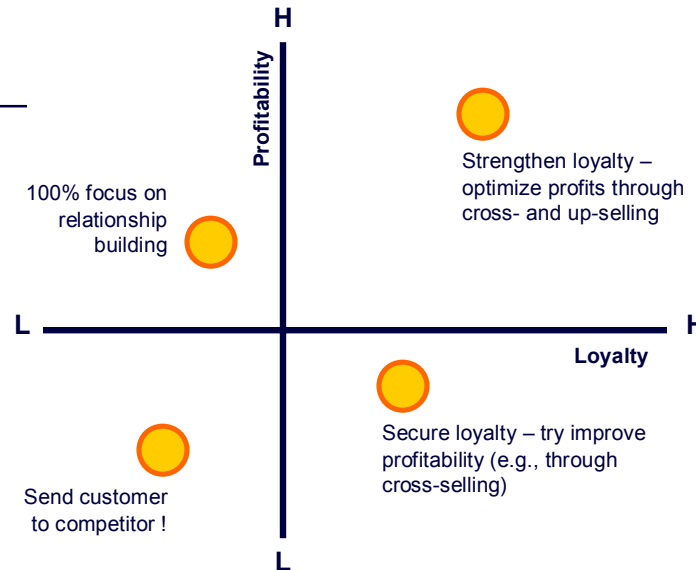 H
Profitability
Strengthen loyalty –
optimize profits through
cross- and up-selling
100% focus on
relationship
building
L
H
Loyalty
Secure loyalty – try improve
profitability (e.g., through
cross-selling)
Send customer
to competitor !
L